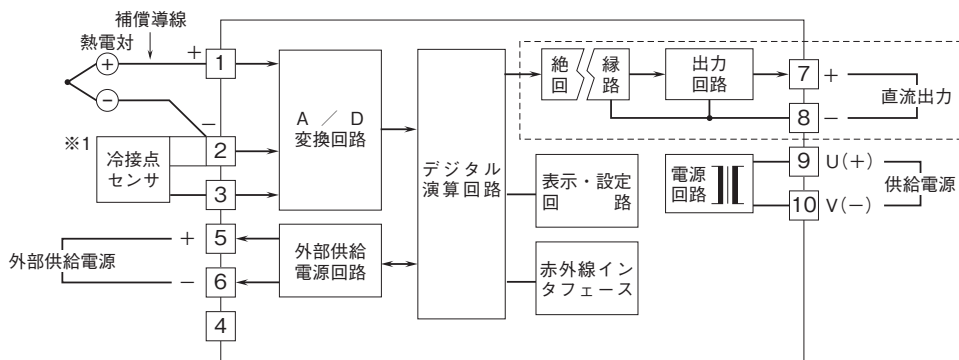 補償導線
熱電対
+
−
+
1
−
※1
2
冷接点
センサ
3
+
5
外部供給電源
−
6
4
A ／ D
変換回路
外部供給
電源回路
デジタル
演算回路
絶 縁
回 路
出力
回路
7
+
直流出力
8
−
表示・設定
回 路
電源
回路
9
U(+)
供給電源
10
V(−)
赤外線イン
タフェース